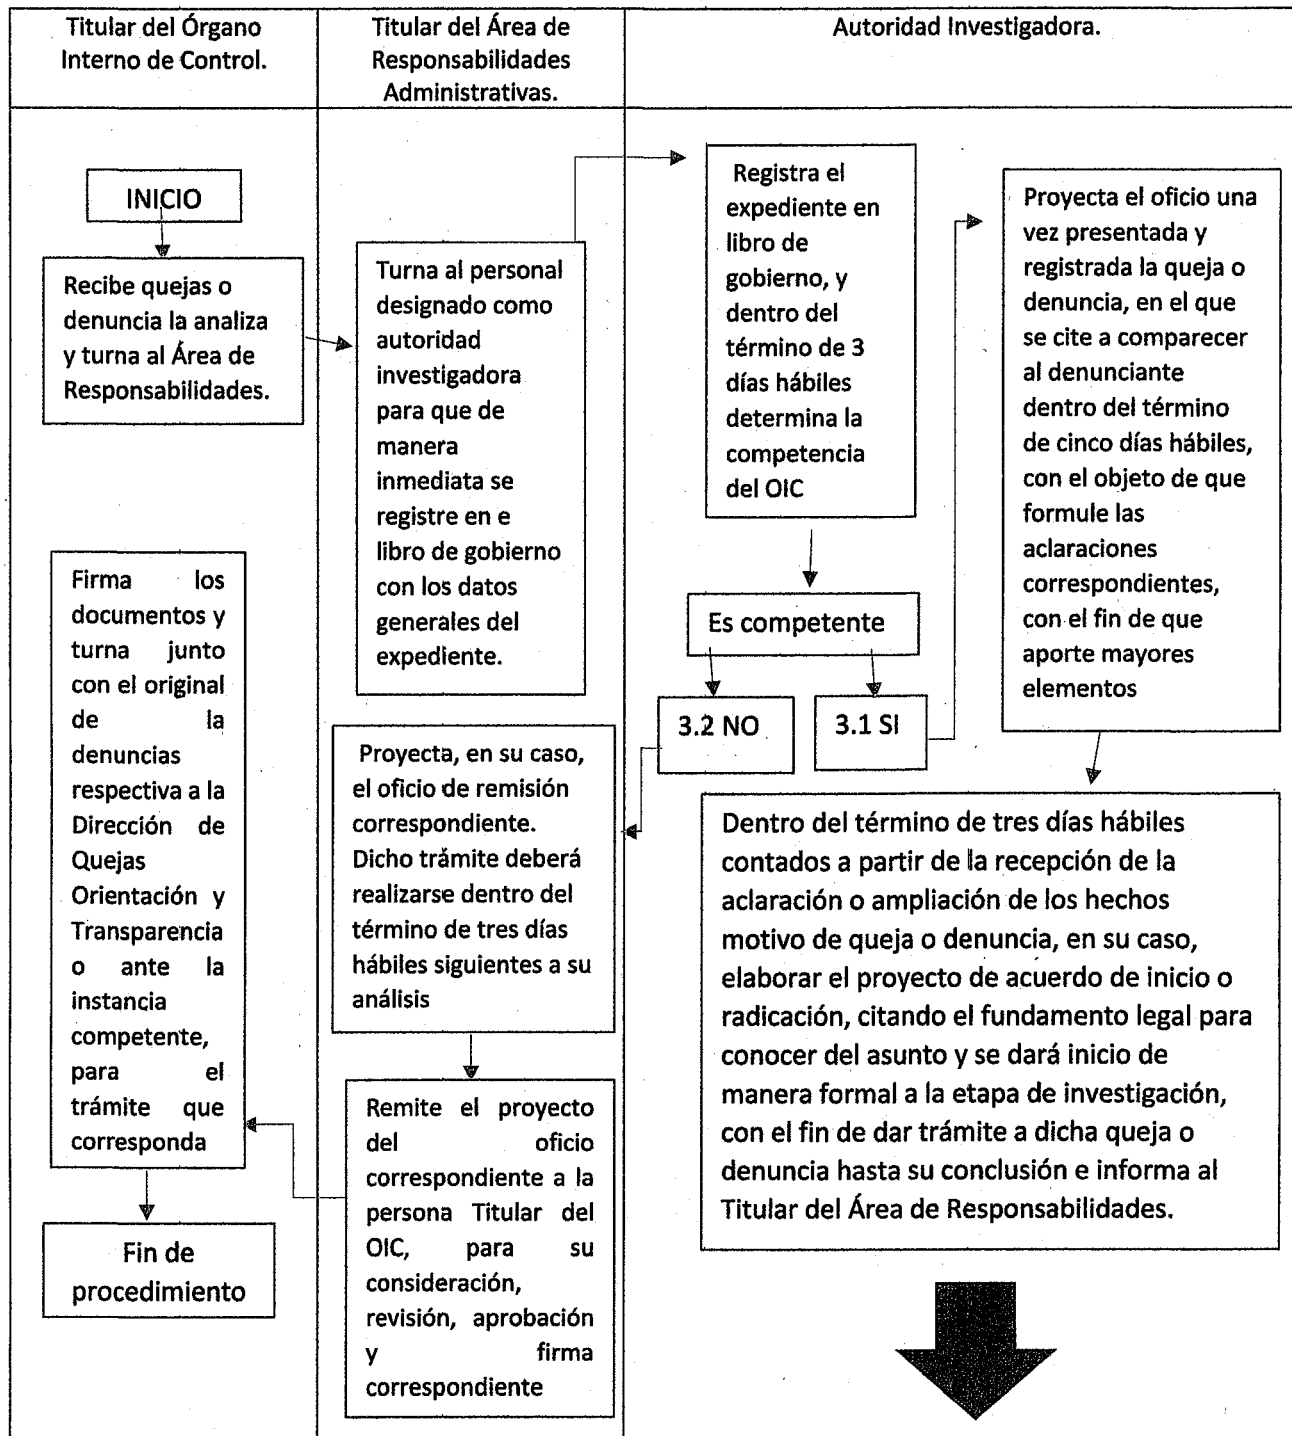 Titular del Órgano
Interno de Control.
Titular del Área de
Responsabilidades
Administrativas.
Autoridad Investigadora.
INICIO
Recibe quejas o
denuncia la analiza
y turna al Área de
Responsabilidades.
Turna al personal
designado como
autoridad
investigadora
para que de
manera
inmediata se
registre en e
libro de gobierno
con los datos
generales del
expediente.
Registra el
expediente en
libro de
gobierno, y
dentro del
término de 3
días hábiles
determina la
competencia
del OIC
Es competente
3.2 NO
3.1 SI
Proyecta el oficio una
vez presentada y
registrada la queja o
denuncia, en el que
se cite a comparecer
al denunciante
dentro del término
de cinco días hábiles,
con el objeto de que
formule las
aclaraciones
correspondientes,
con el fin de que
aporte mayores
elementos
Dentro del término de tres días hábiles
contados a partir de la recepción de la
aclaración o ampliación de los hechos
motivo de queja o denuncia, en su caso,
elaborar el proyecto de acuerdo de inicio o
radicación, citando el fundamento legal para
conocer del asunto y se dará inicio de
manera formal a la etapa de investigación,
con el fin de dar trámite a dicha queja o
denuncia hasta su conclusión e informa al
Titular del Área de Responsabilidades.
Proyecta, en su caso,
el oficio de remisión
correspondiente.
Dicho trámite deberá
realizarse dentro del
término de tres días
hábiles siguientes a su
análisis
Remite el proyecto
del oficio
correspondiente a la
persona Titular del
OIC, para su
consideración,
revisión, aprobación
y firma
correspondiente
Firma los
documentos y
turna junto
con el original
de la
denuncias
respectiva a la
Dirección de
Quejas
Orientación y
Transparencia
o ante la
instancia
competente,
para el
trámite que
corresponda
Fin de
procedimiento